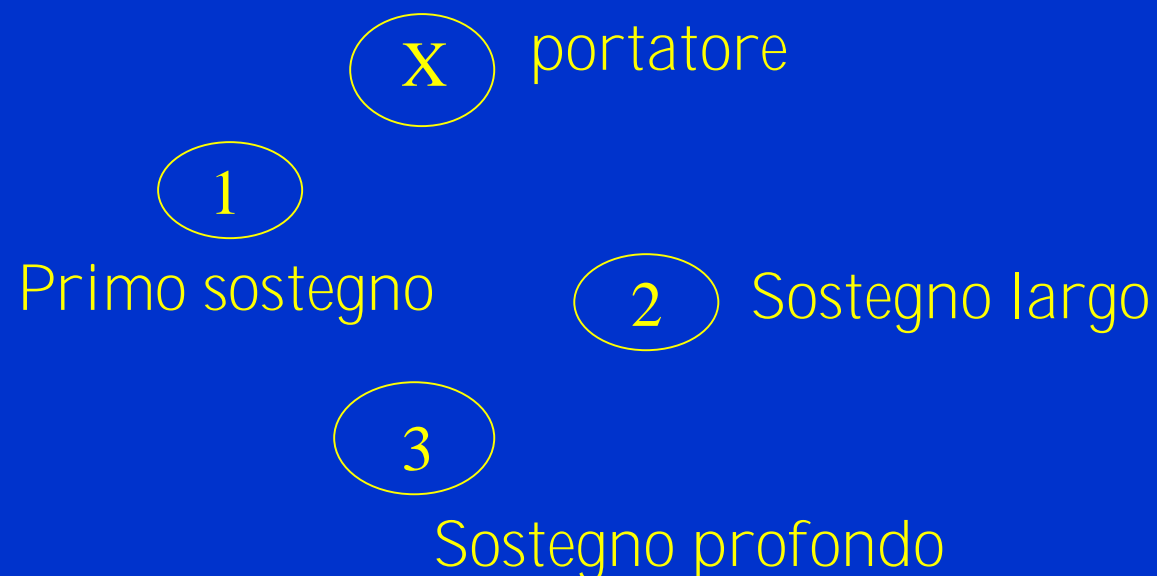 X portatore
1
Primo sostegno
2 Sostegno largo
3
Sostegno profondo